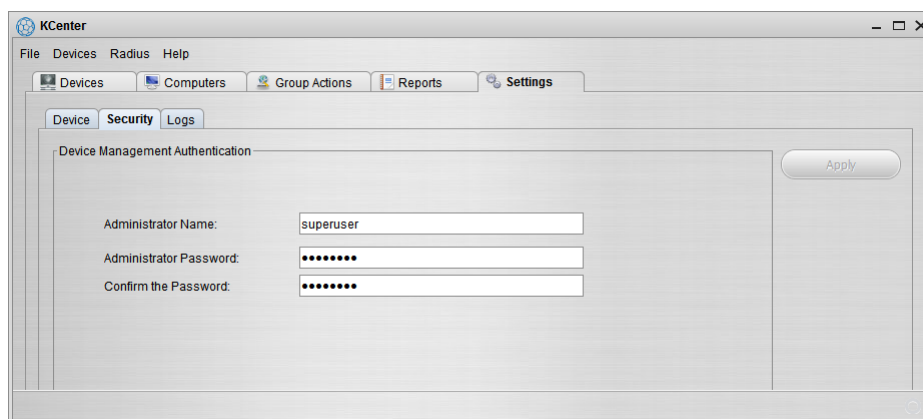 KCenter
File Devices Radius Help
Devices Computers Group Actions Reports Settings
Device Security Logs
Device Management Authentication
Apply
Administrator Name: superuser
Administrator Password: ••••••••
Confirm the Password: ••••••••